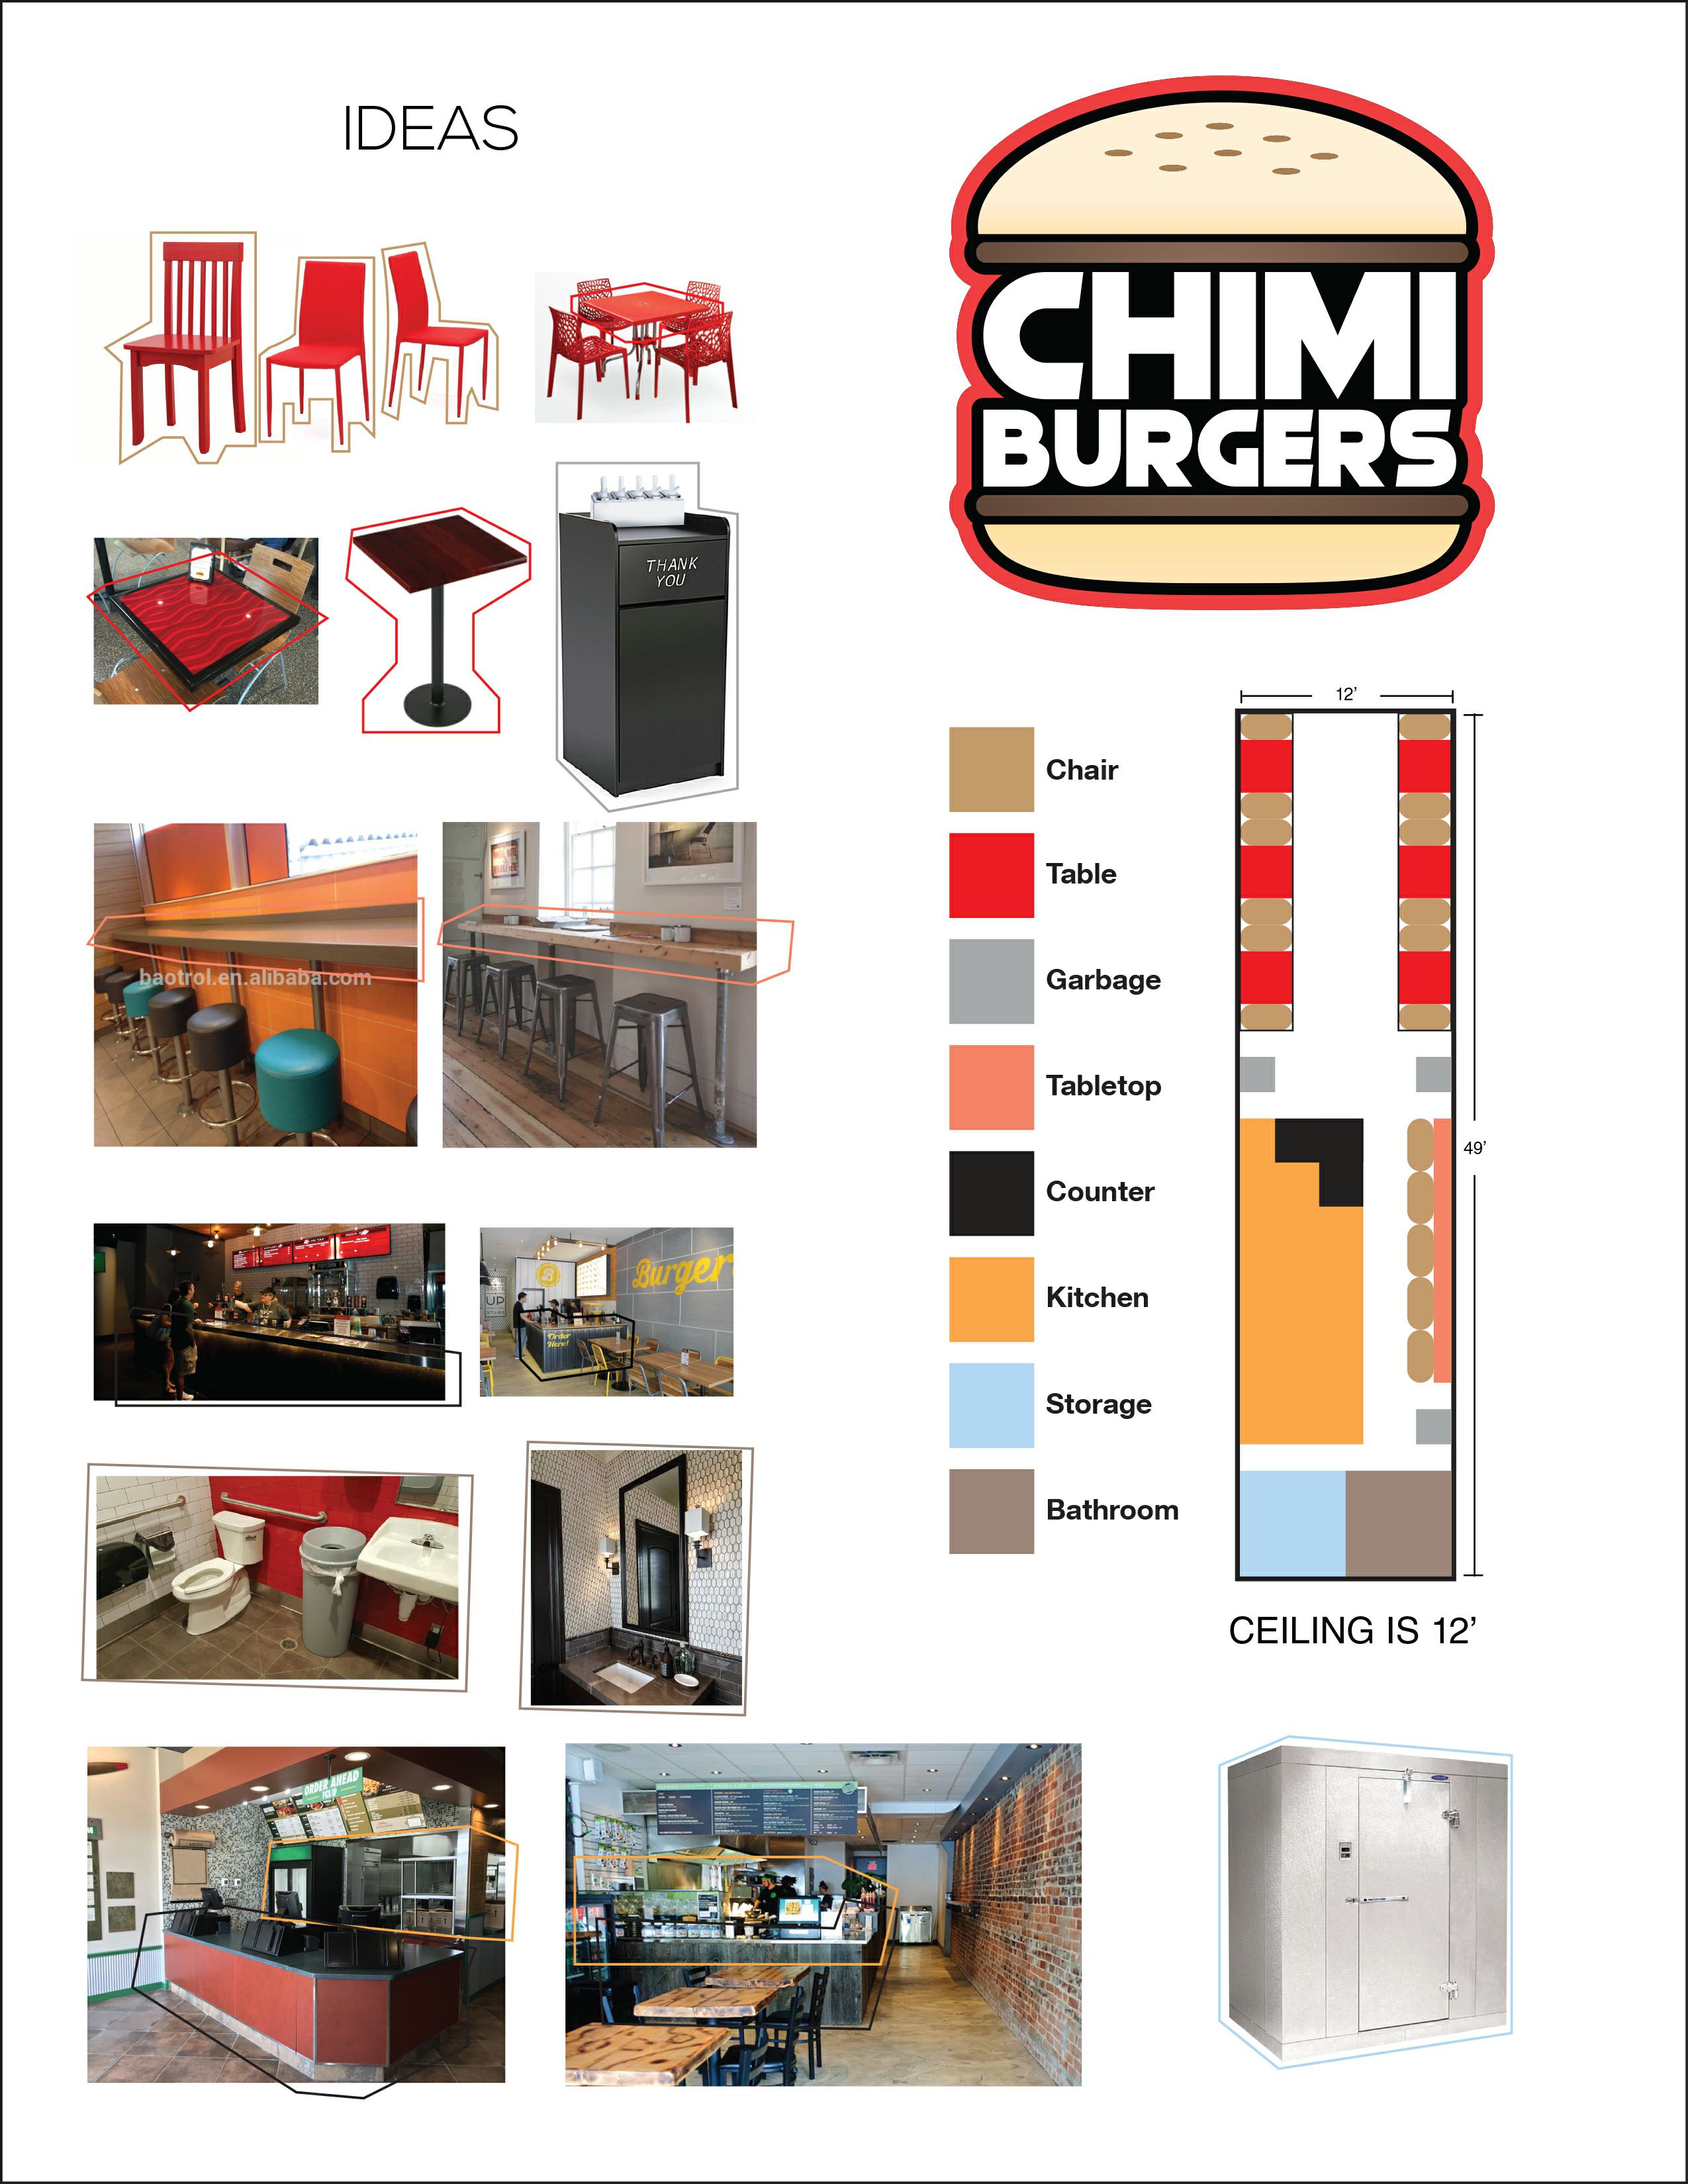 IDEAS
CHIMI
BURGERS
THANK
YOU
12’
Chair
Table
Garbage
Tabletop
Counter
Kitchen
Storage
Bathroom
49’
CEILING IS 12’
baotrol.en.alibaba.com
Burger
UP
Order
Here!
ORDER AHEAD